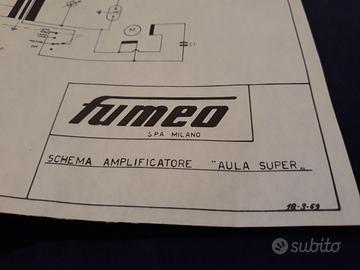 M
fumeo
S.P.A. MILANO
SCHEMA AMPLIFICATORE "AULA SUPER„
18-3-69
subito